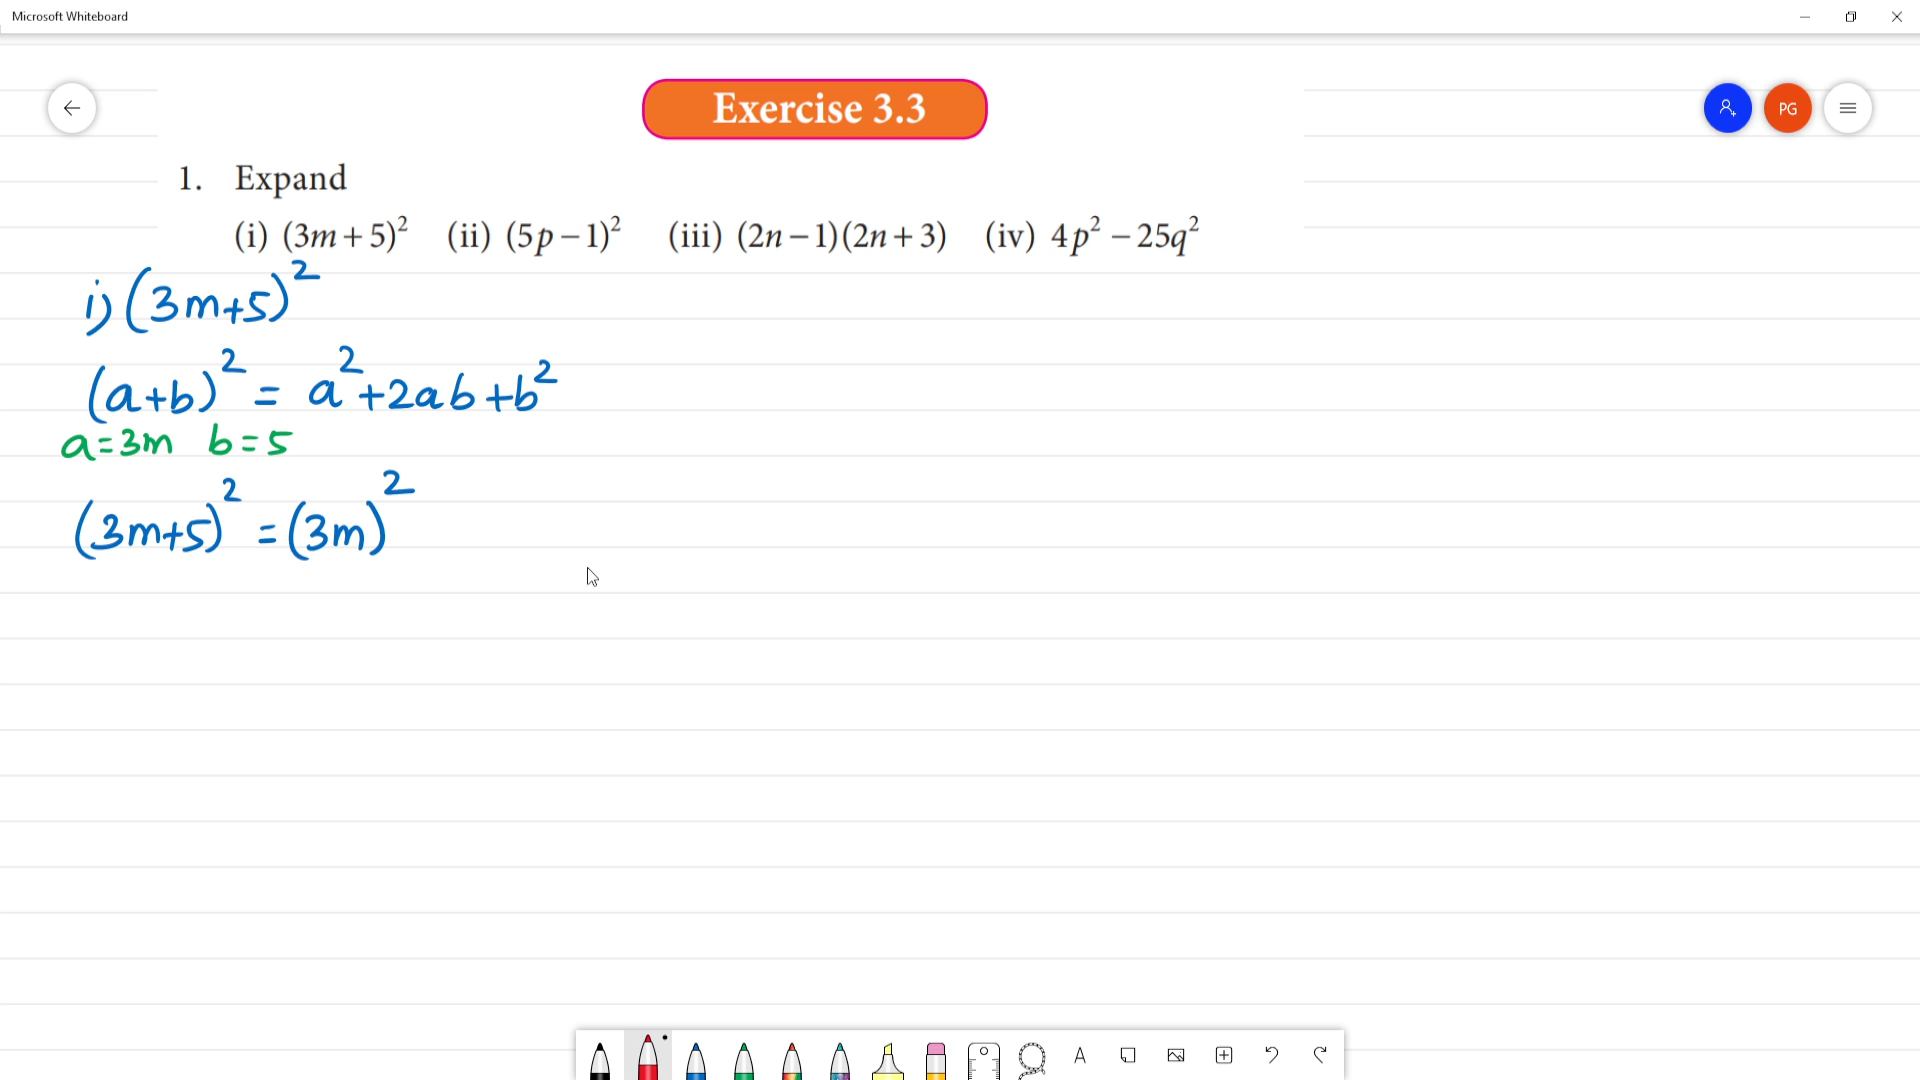 Microsoft Whiteboard
Exercise 3.3
PG
1. Expand
(i) (3m + 5)² (ii) (5p − 1)² (iii) (2n − 1)(2n + 3) (iv) 4p² − 25q²
i) (3m+5)²
(a+b)² = a²+2ab+b²
a=3m b=5
(3m+5)² = (3m)²
A